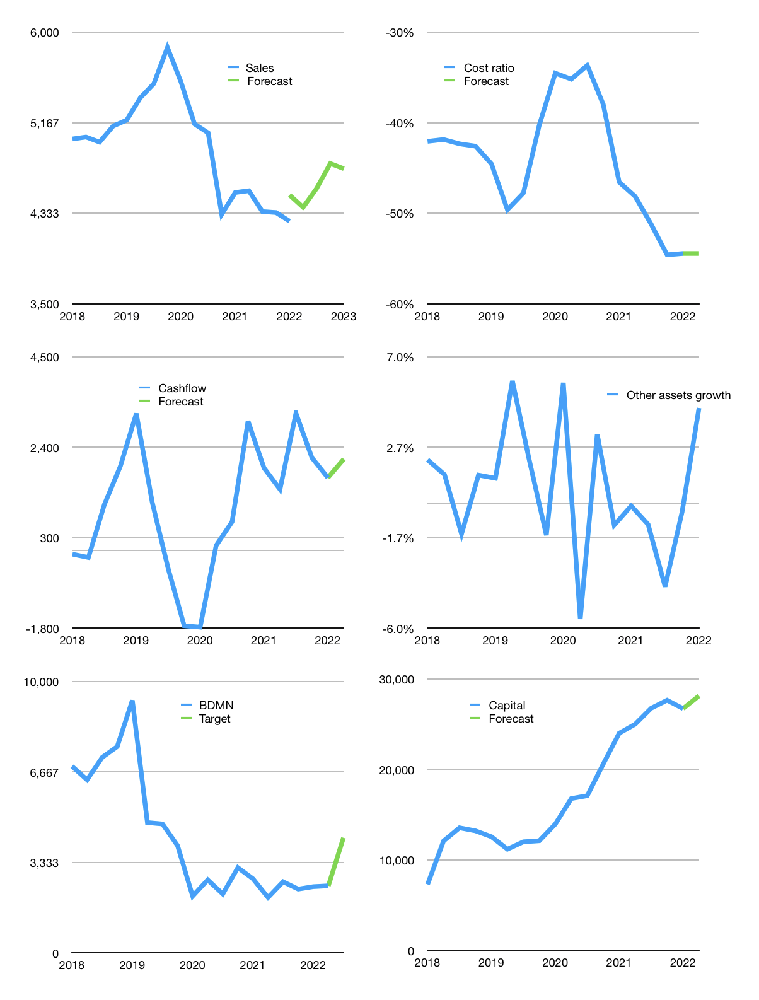 6,000
Sales
Forecast
5,167
4,333
3,500
2018 2019 2020 2021 2022 2023
-30%
Cost ratio
Forecast
-40%
-50%
-60%
2018 2019 2020 2021 2022
4,500
Cashflow
Forecast
2,400
300
-1,800
2018 2019 2020 2021 2022
7.0%
Other assets growth
2.7%
-1.7%
-6.0%
2018 2019 2020 2021 2022
10,000
BDMN
Target
6,667
3,333
0
2018 2019 2020 2021 2022
30,000
Capital
Forecast
20,000
10,000
0
2018 2019 2020 2021 2022